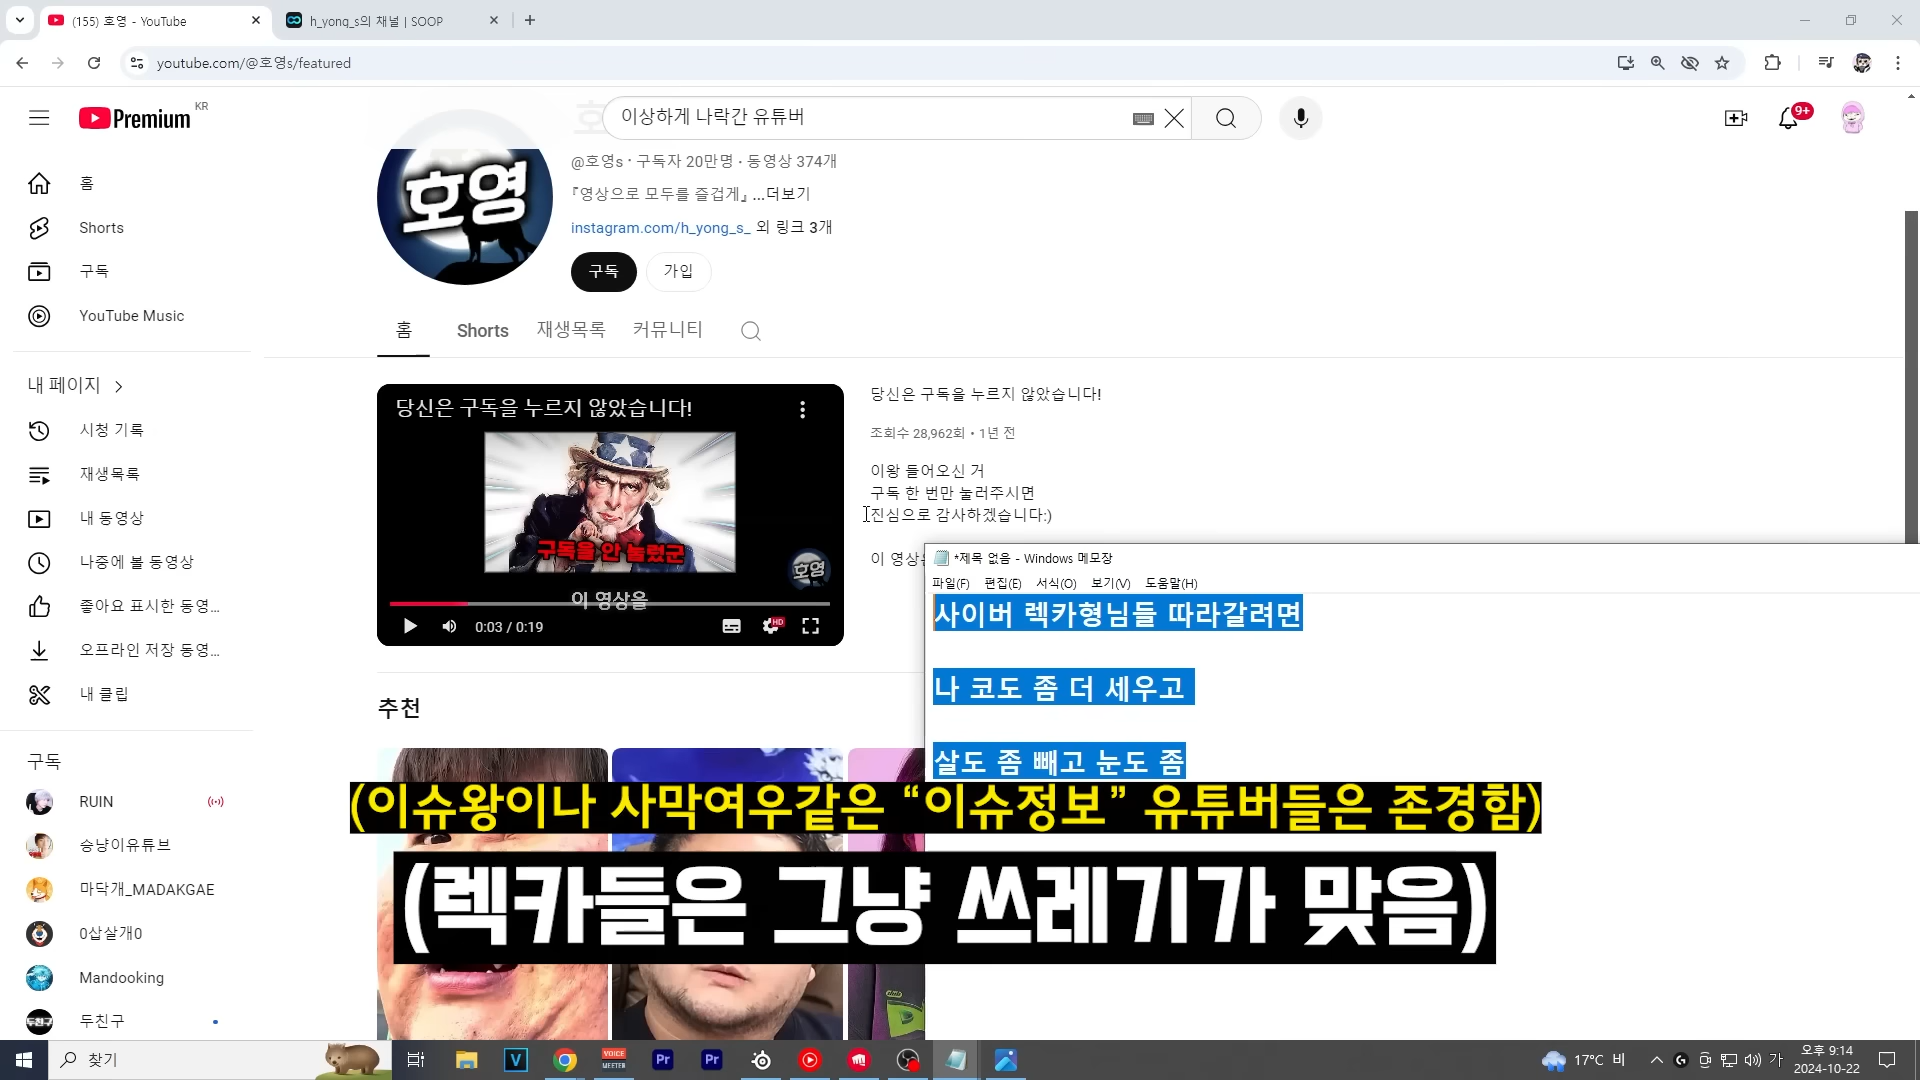 (155) 호영 - YouTube
h_yonq_s의 채널 | SOOP
youtube.com/@호영s/featured
Premium KR
이상하게 나락간 유튜버
9+
호영
@호영s · 구독자 20만명 · 동영상 374개
『영상으로 모두를 즐겁게』 ...더보기
instagram.com/h_yong_s_ 외 링크 3개
구독
가입
홈
Shorts
구독
YouTube Music
내 페이지
시청 기록
재생목록
내 동영상
나중에 볼 동영상
좋아요 표시한 동영...
오프라인 저장 동영...
내 클립
구독
RUIN
승냥이유튜브
마닥개_MADAKGAE
0삽살개0
Mandooking
두친구
홈
Shorts
재생목록
커뮤니티
당신은 구독을 누르지 않았습니다!
구독을 안 눌렀군
호영
이 영상을
0:03 / 0:19
HD
당신은 구독을 누르지 않았습니다!
조회수 28,962회 • 1년 전
이왕 들어오신 거
구독 한 번만 눌러주시면
진심으로 감사하겠습니다:)
이 영상은
추천
*제목 없음 - Windows 메모장
파일(F) 편집(E) 서식(O) 보기(V) 도움말(H)
사이버 렉카형님들 따라갈려면
나 코도 좀 더 세우고
살도 좀 빼고 눈도 좀
(이슈왕이나 사막여우같은 “이슈정보” 유튜버들은 존경함)
(렉카들은 그냥 쓰레기가 맞음)
찾기
VOICE MEETER
Pr
Pr
17°C 비
가
오후 9:14
2024-10-22